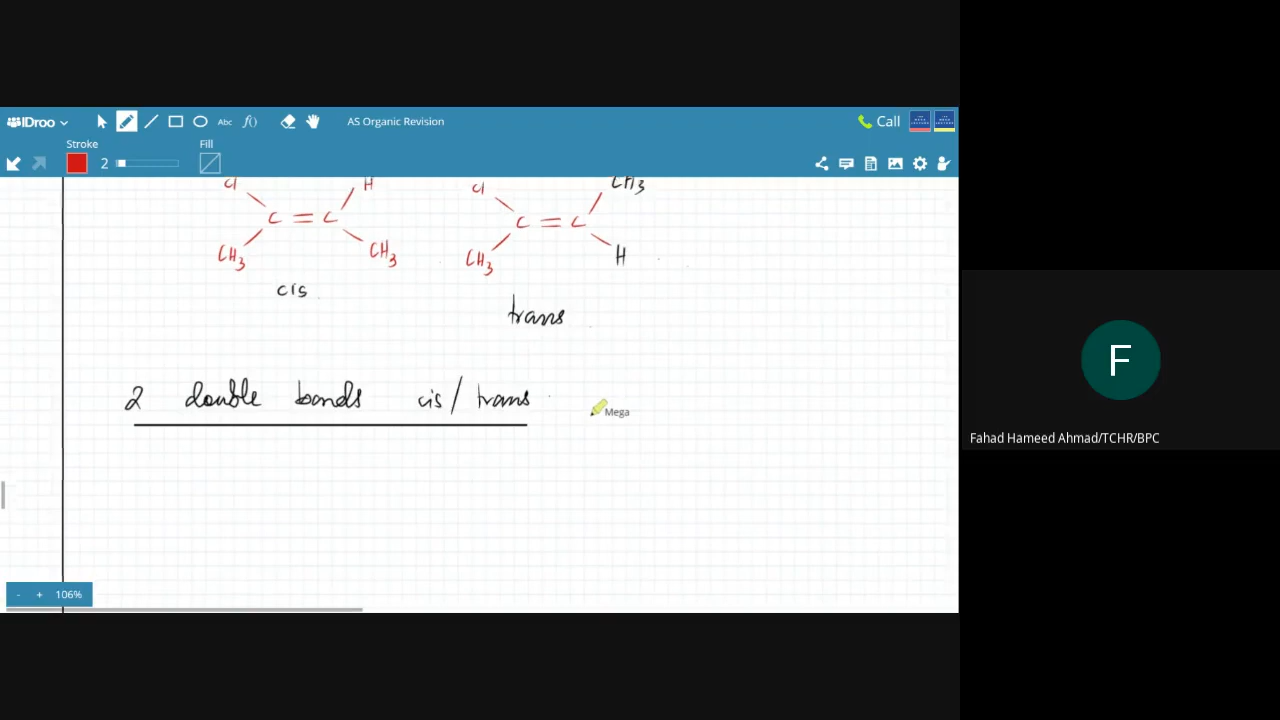 IDroo Abc f() AS Organic Revision Call
Stroke Fill
2
Cl H Cl CH3
C = C C = C
CH3 CH3 CH3 H
cis
trans
2 double bonds cis/trans
Mega
F
Fahad Hameed Ahmad/TCHR/BPC
- + 106%